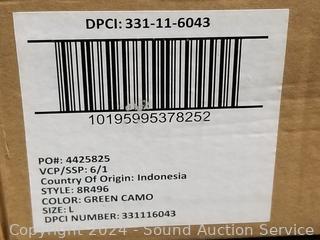 DPCI: 331-11-6043
10195995378252
PO#: 4425825
VCP/SSP: 6/1
Country Of Origin: Indonesia
STYLE: 8R496
COLOR: GREEN CAMO
SIZE: L
DPCI NUMBER: 331116043
Copyright 2024 - Sound Auction Service